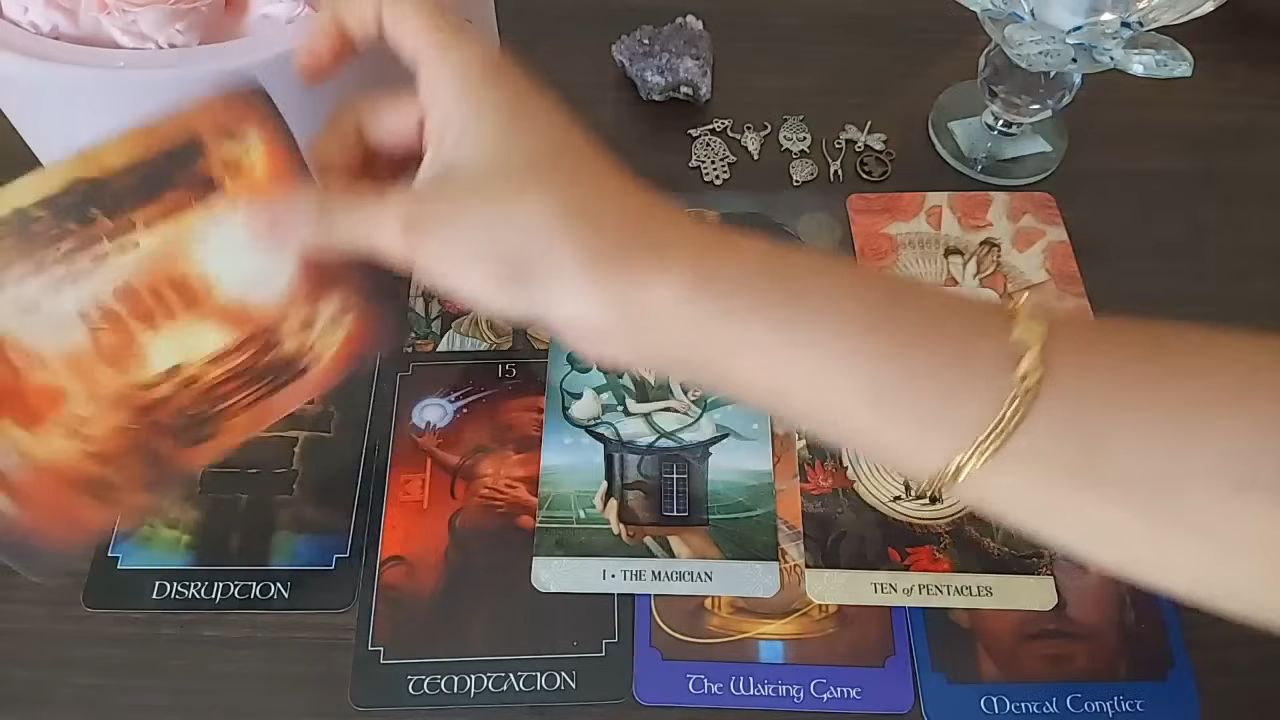 15
I • THE MAGICIAN
TEN of PENTACLES
DISRUPTION
TEMPTATION
The Waiting Game
Mental Conflict